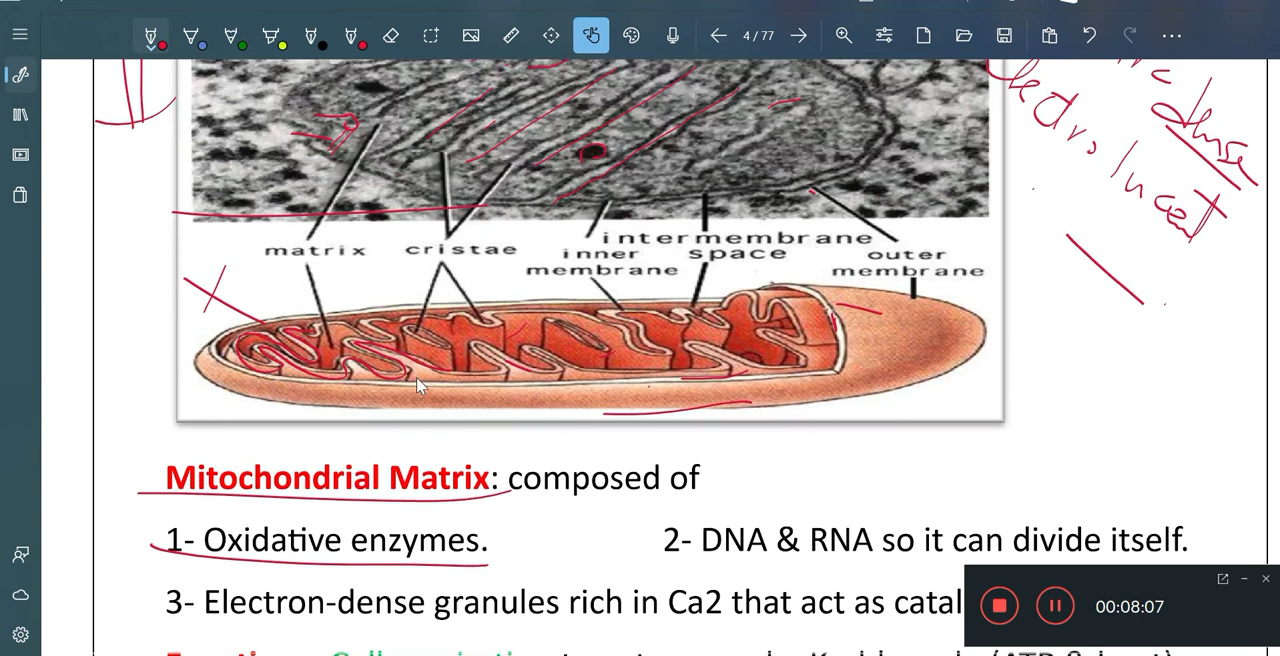 4 / 77
dense
lucent
matrix cristae inner membrane intermembrane space outer membrane
Mitochondrial Matrix: composed of
1- Oxidative enzymes. 2- DNA & RNA so it can divide itself.
3- Electron-dense granules rich in Ca2 that act as
00:08:07